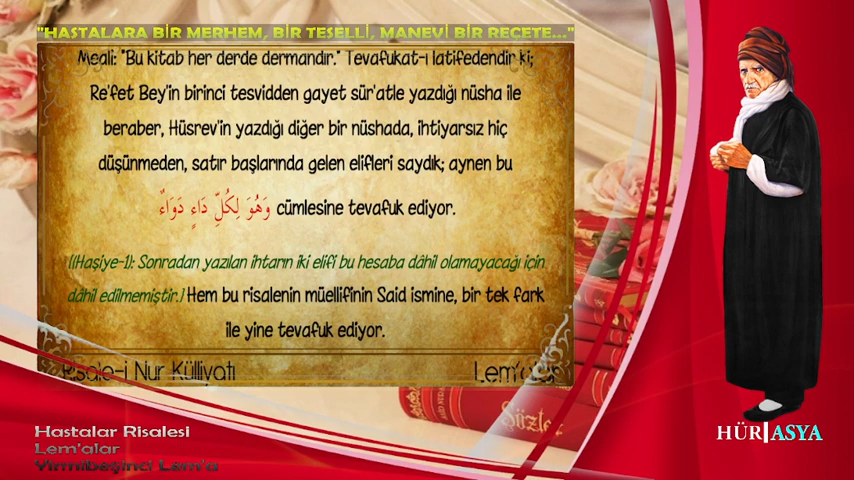 "HASTALARA BİR MERHEM, BİR TESELLİ, MANEVİ BİR REÇETE..."
Meali: "Bu kitab her derde dermandır." Tevafukat-ı latifedendir ki;
Re'fet Bey'in birinci tesvidden gayet sür'atle yazdığı nüsha ile
beraber, Hüsrev'in yazdığı diğer bir nüshada, ihtiyarsız hiç
düşünmeden, satır başlarında gelen elifleri saydık; aynen bu
وَهُوَ لِكُلِّ دَاءٍ دَوَاءٌ cümlesine tevafuk ediyor.
((Haşiye-1): Sonradan yazılan ihtarın iki elifi bu hesaba dâhil olamayacağı için
dâhil edilmemiştir.) Hem bu risalenin müellifinin Said ismine, bir tek fark
ile yine tevafuk ediyor.
Risale-i Nur Külliyatı Lem'alar
Sözler
Hastalar Risalesi
Lem'alar
Yirmibeşinci Lem'a
HÜR ASYA